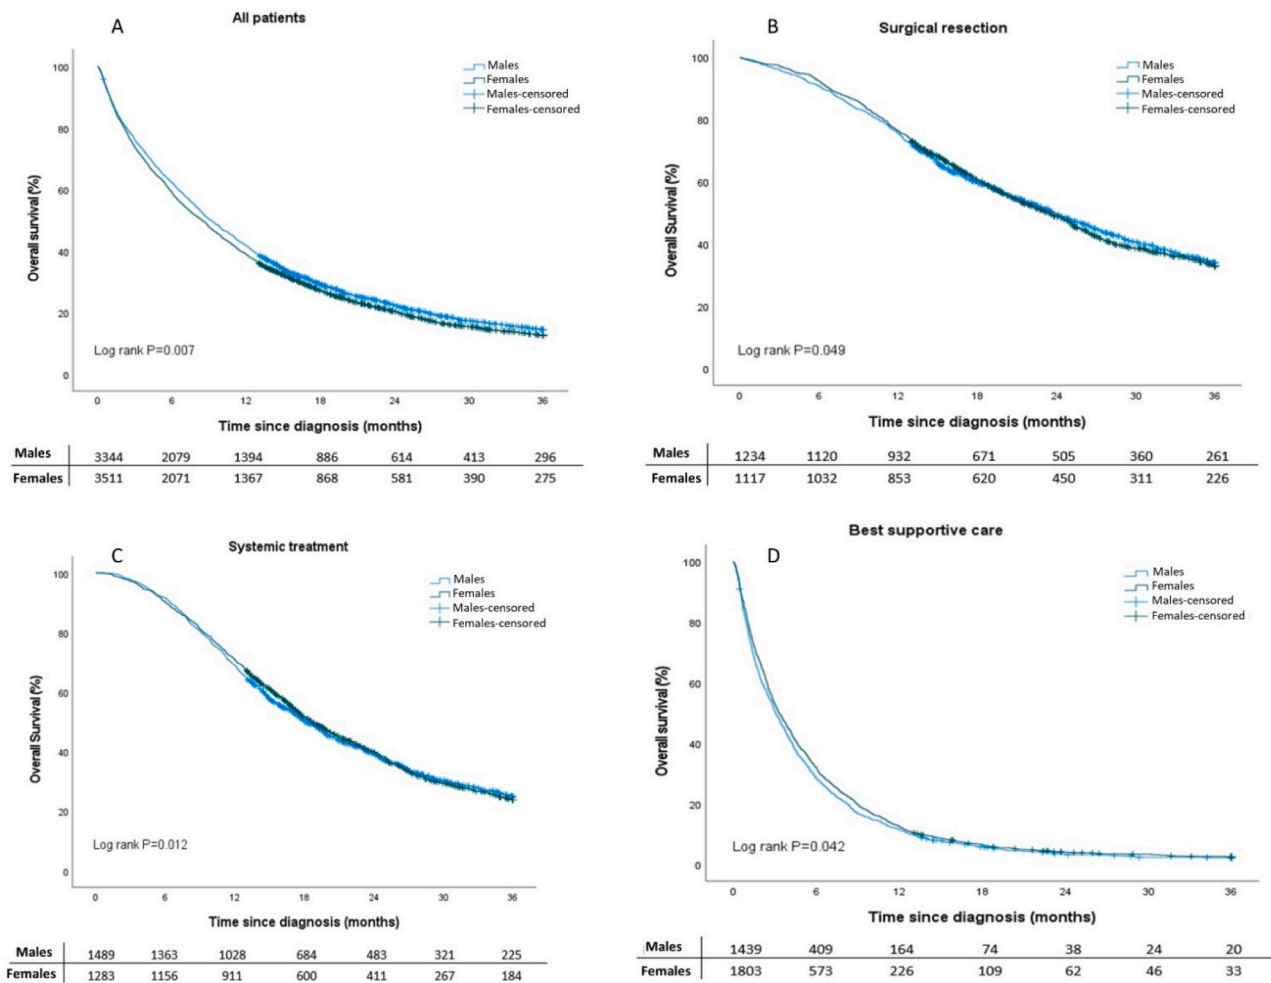 A
All patients
Males
Females
Males-censored
Females-censored
Overall survival (%)
100
80
60
40
20
0
Log rank P=0.007
0 6 12 18 24 30 36
Time since diagnosis (months)
Males 3344 2079 1394 886 614 413 296
Females 3511 2071 1367 868 581 390 275
B
Surgical resection
Males
Females
Males-censored
Females-censored
Overall Survival (%)
100
80
60
40
20
0
Log rank P=0.049
0 6 12 18 24 30 36
Time since diagnosis (months)
Males 1234 1120 932 671 505 360 261
Females 1117 1032 853 620 450 311 226
C
Systemic treatment
Males
Females
Males-censored
Females-censored
Overall Survival (%)
100
80
60
40
20
0
Log rank P=0.012
0 6 12 18 24 30 36
Time since diagnosis (months)
Males 1489 1363 1028 684 483 321 225
Females 1283 1156 911 600 411 267 184
D
Best supportive care
Males
Females
Males-censored
Females-censored
Overall survival (%)
100
80
60
40
20
0
Log rank P=0.042
0 6 12 18 24 30 36
Time since diagnosis (months)
Males 1439 409 164 74 38 24 20
Females 1803 573 226 109 62 46 33